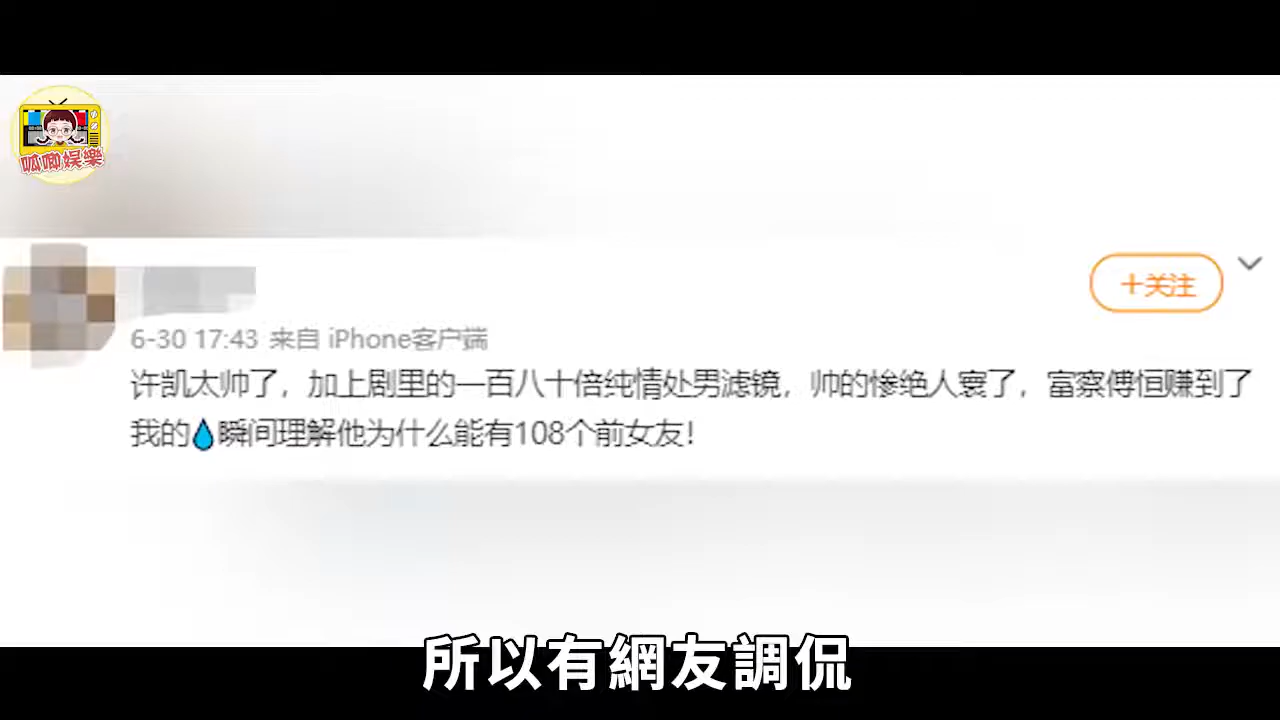 呱唧娱樂
+关注
6-30 17:43 来自 iPhone客户端
许凯太帅了，加上剧里的一百八十倍纯情处男滤镜，帅的惨绝人寰了，富察傅恒赚到了
我的💧瞬间理解他为什么能有108个前女友！
所以有網友調侃